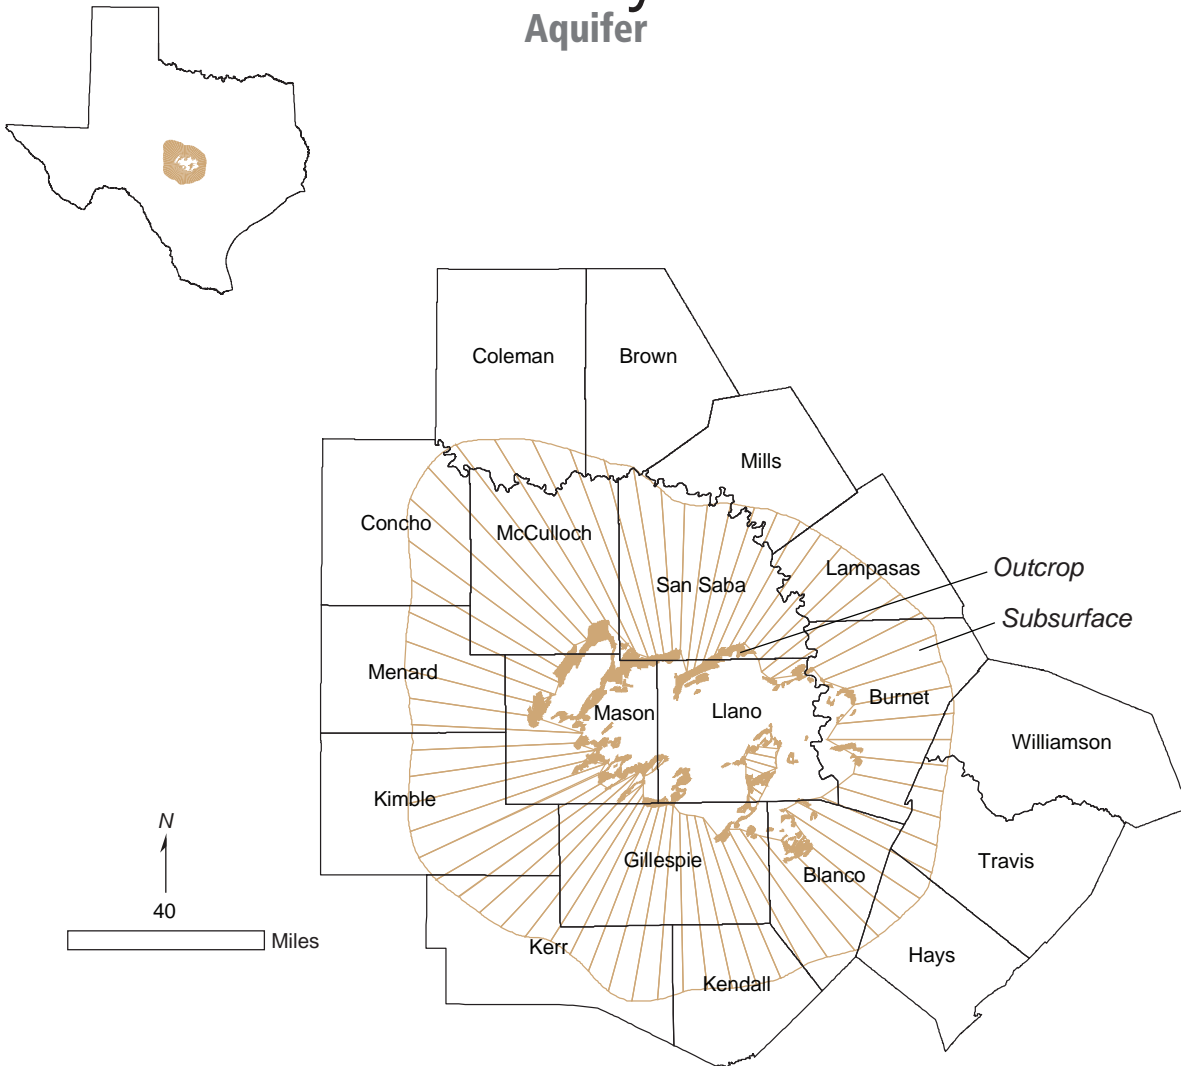 Aquifer
Coleman
Brown
Mills
Concho
McCulloch
San Saba
Lampasas
Outcrop
Subsurface
Menard
Mason
Llano
Burnet
Williamson
Kimble
N
40
Miles
Gillespie
Blanco
Travis
Kerr
Kendall
Hays